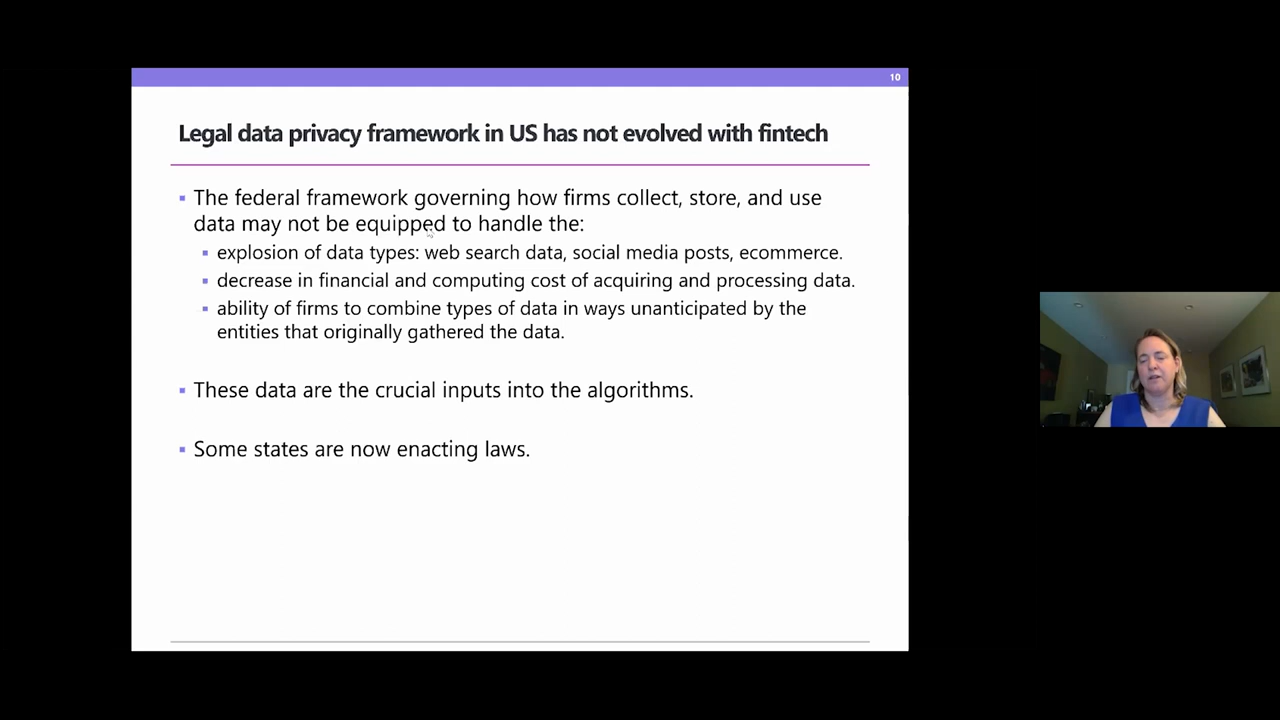 10
Legal data privacy framework in US has not evolved with fintech
▪ The federal framework governing how firms collect, store, and use
data may not be equipped to handle the:
▪ explosion of data types: web search data, social media posts, ecommerce.
▪ decrease in financial and computing cost of acquiring and processing data.
▪ ability of firms to combine types of data in ways unanticipated by the
entities that originally gathered the data.
▪ These data are the crucial inputs into the algorithms.
▪ Some states are now enacting laws.